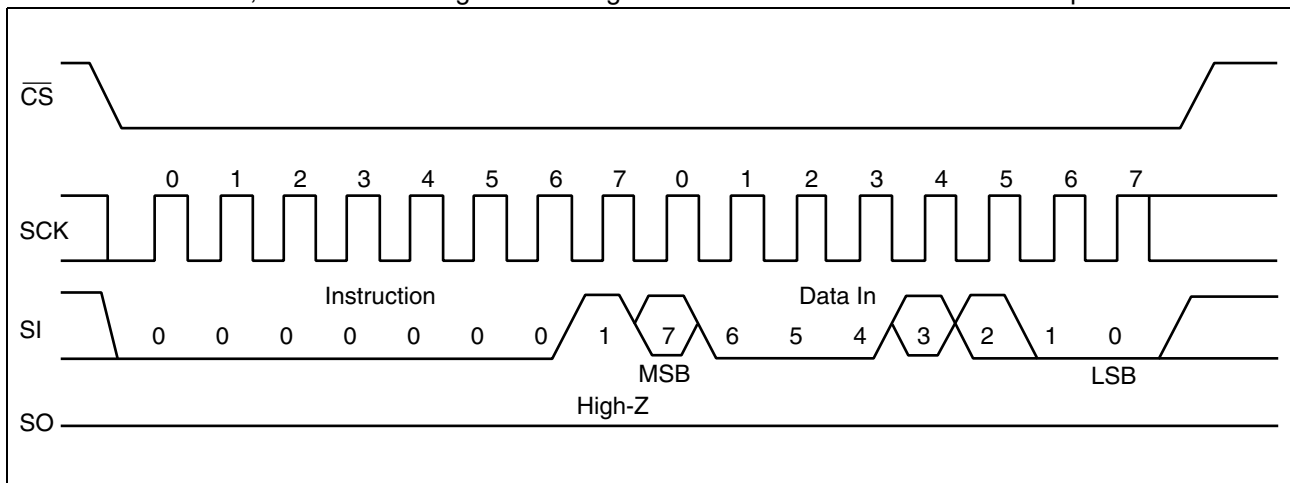 CS
0 1 2 3 4 5 6 7 0 1 2 3 4 5 6 7
SCK
Instruction Data In
SI 0 0 0 0 0 0 0 1 7 6 5 4 3 2 1 0
MSB LSB
High-Z
SO